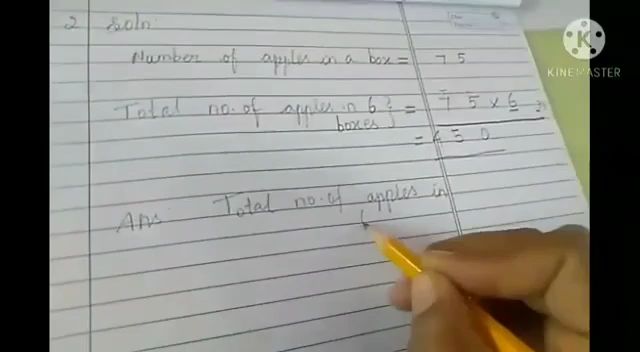 2 Soln
Number of apples in a box = 75
Total no. of apples in 6 } = 75 x 6
boxes
= 450
Ans Total no. of apples in
KINEMASTER